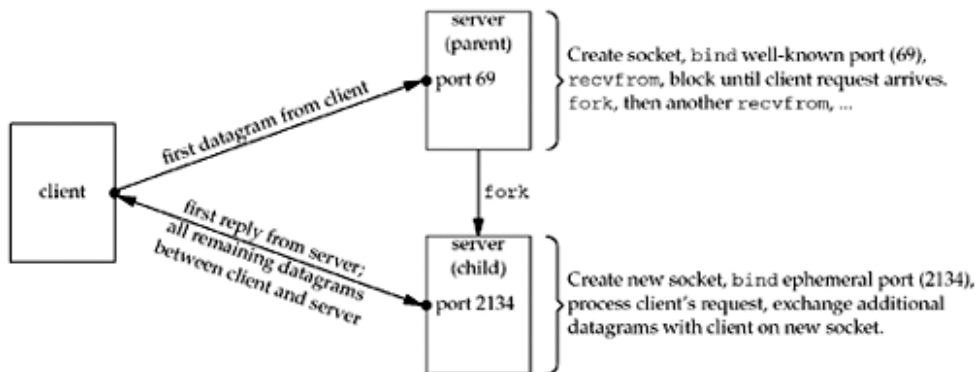 server
(parent)
port 69
Create socket, bind well-known port (69),
recvfrom, block until client request arrives.
fork, then another recvfrom, ...
first datagram from client
client
fork
first reply from server;
all remaining datagrams
between client and server
server
(child)
port 2134
Create new socket, bind ephemeral port (2134),
process client's request, exchange additional
datagrams with client on new socket.